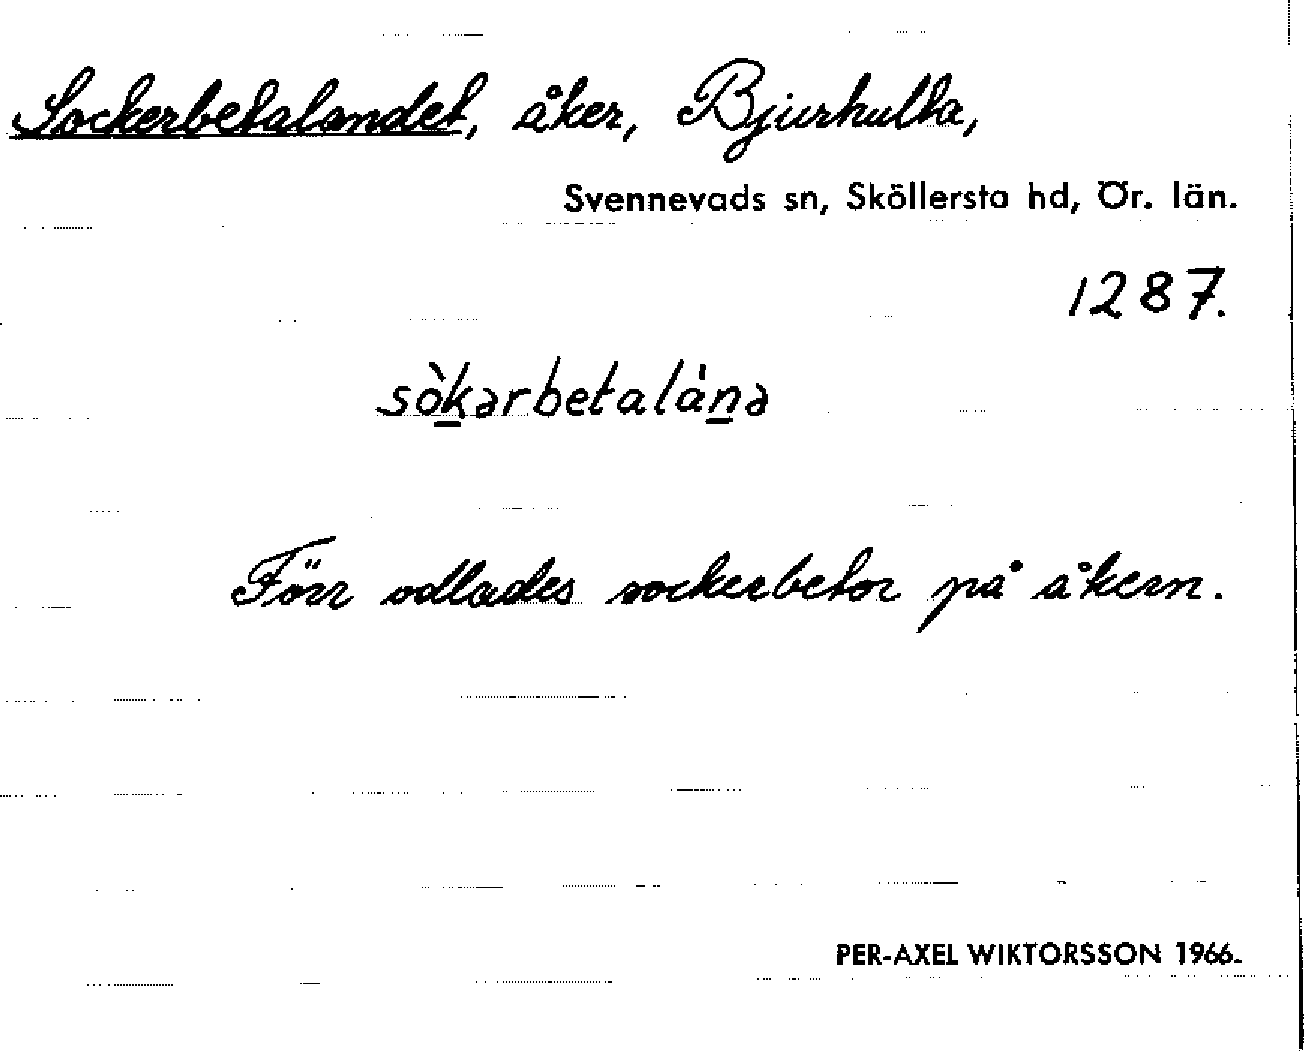 Sockerbetalandet, åker, Bjurhulta,
Svennevads sn, Sköllersta hd, Ör. län.
1287.
sòkərbetalànə
Förr odlades sockerbetor på åkern.
PER-AXEL WIKTORSSON 1966.